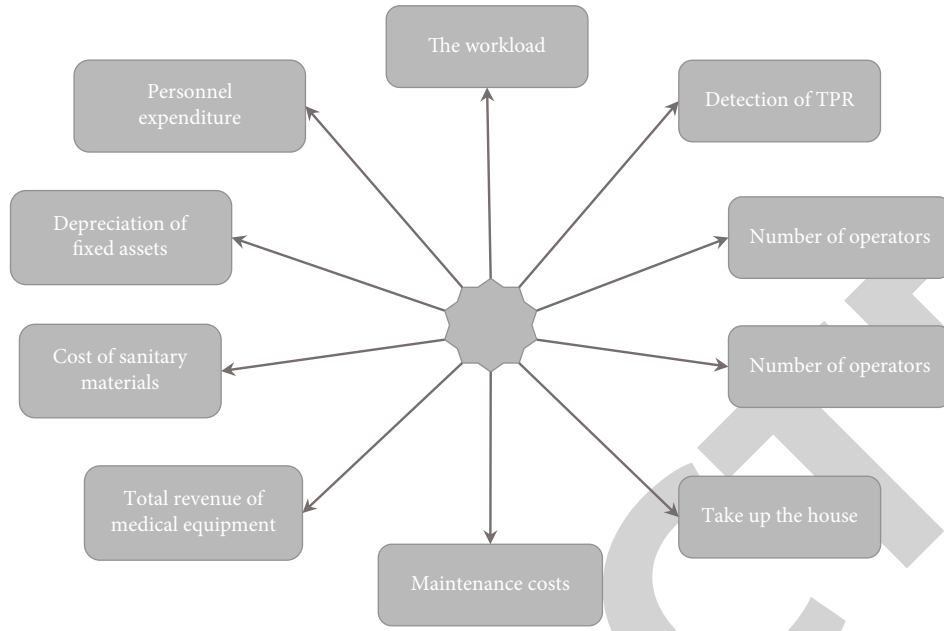 The workload
Personnel
expenditure
Detection of TPR
Depreciation of
fixed assets
Number of operators
Cost of sanitary
materials
Number of operators
Total revenue of
medical equipment
Take up the house
Maintenance costs